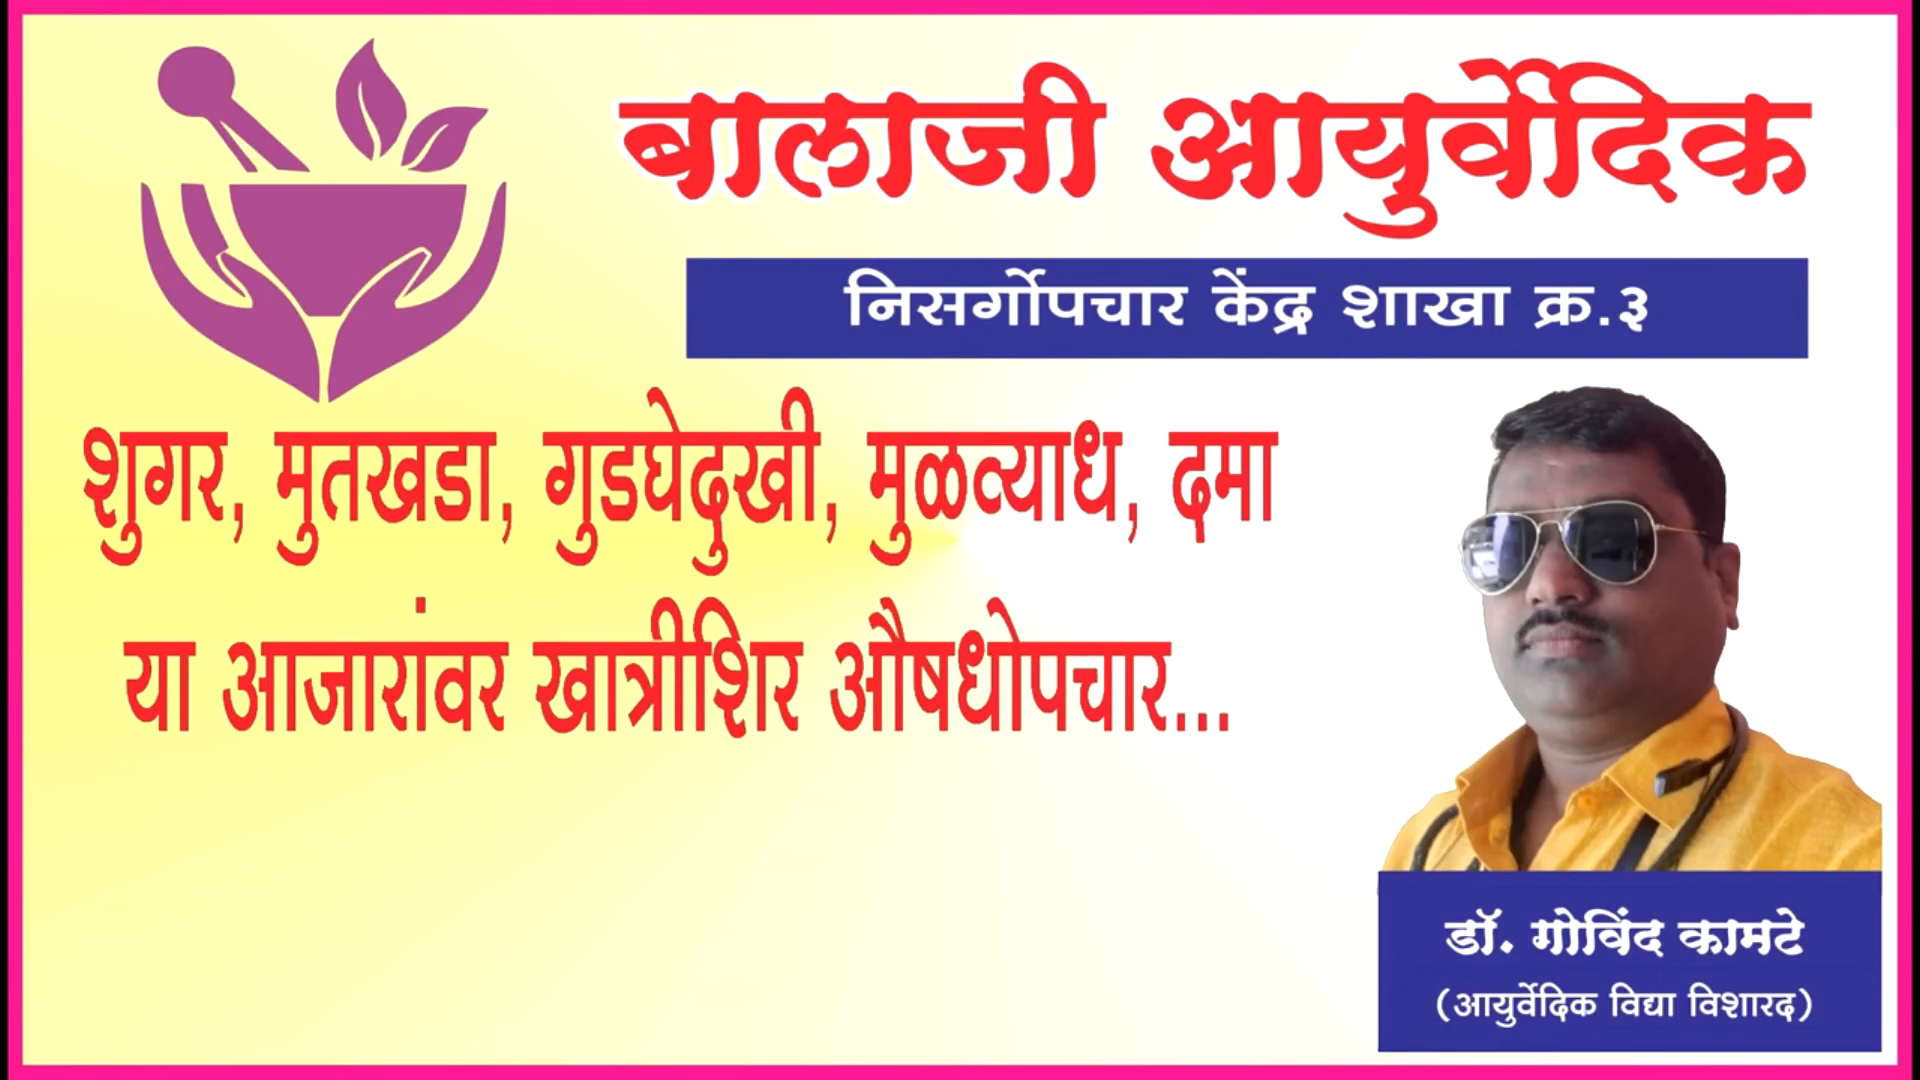 बालाजी आयुर्वेदिक
निसर्गोपचार केंद्र शाखा क्र.३
शुगर, मुतखडा, गुडघेदुखी, मुळव्याध, दमा
या आजारांवर खात्रीशिर औषधोपचार...
डॉ. गोविंद कामटे
(आयुर्वेदिक विद्या विशारद)